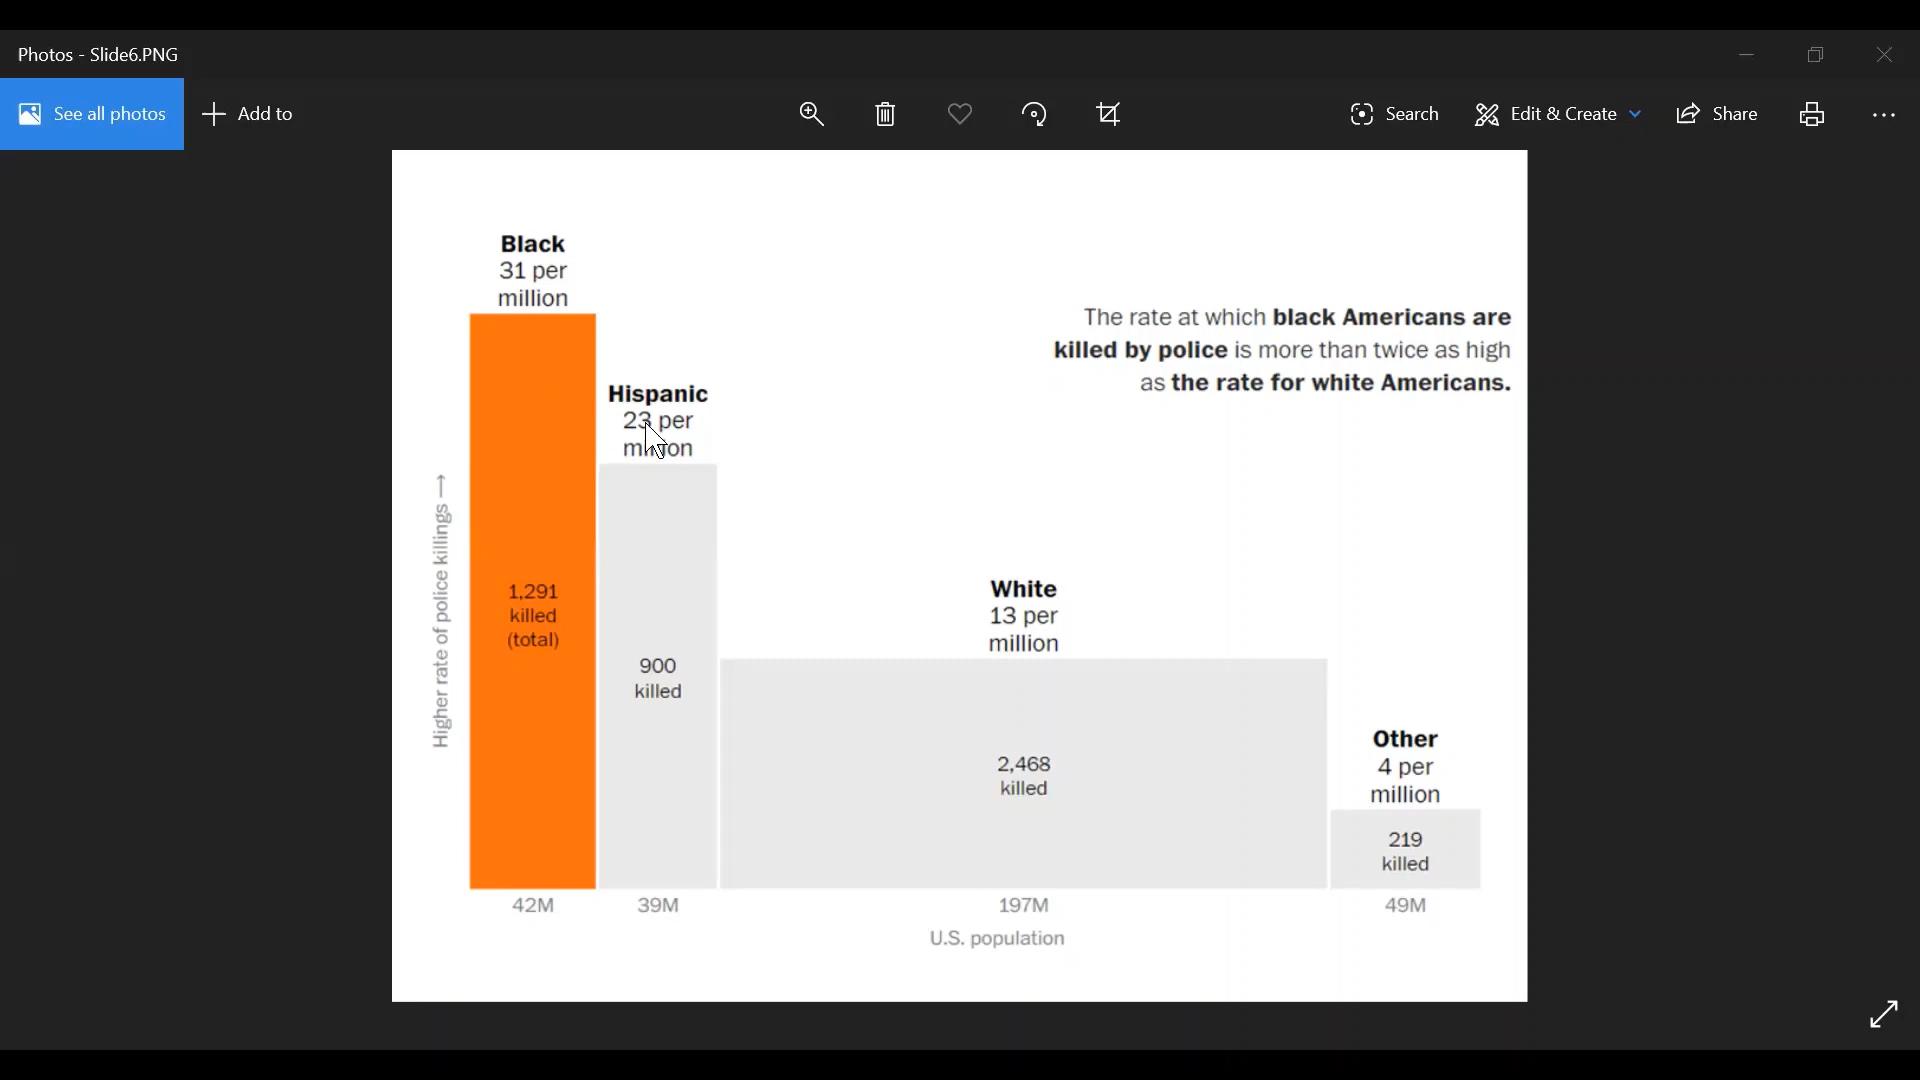 Photos - Slide6.PNG
See all photos
Add to
Search
Edit & Create
Share
Black
31 per
million
The rate at which black Americans are
killed by police is more than twice as high
as the rate for white Americans.
Hispanic
23 per
million
Higher rate of police killings →
1,291
killed
(total)
900
killed
White
13 per
million
2,468
killed
Other
4 per
million
219
killed
42M
39M
197M
49M
U.S. population